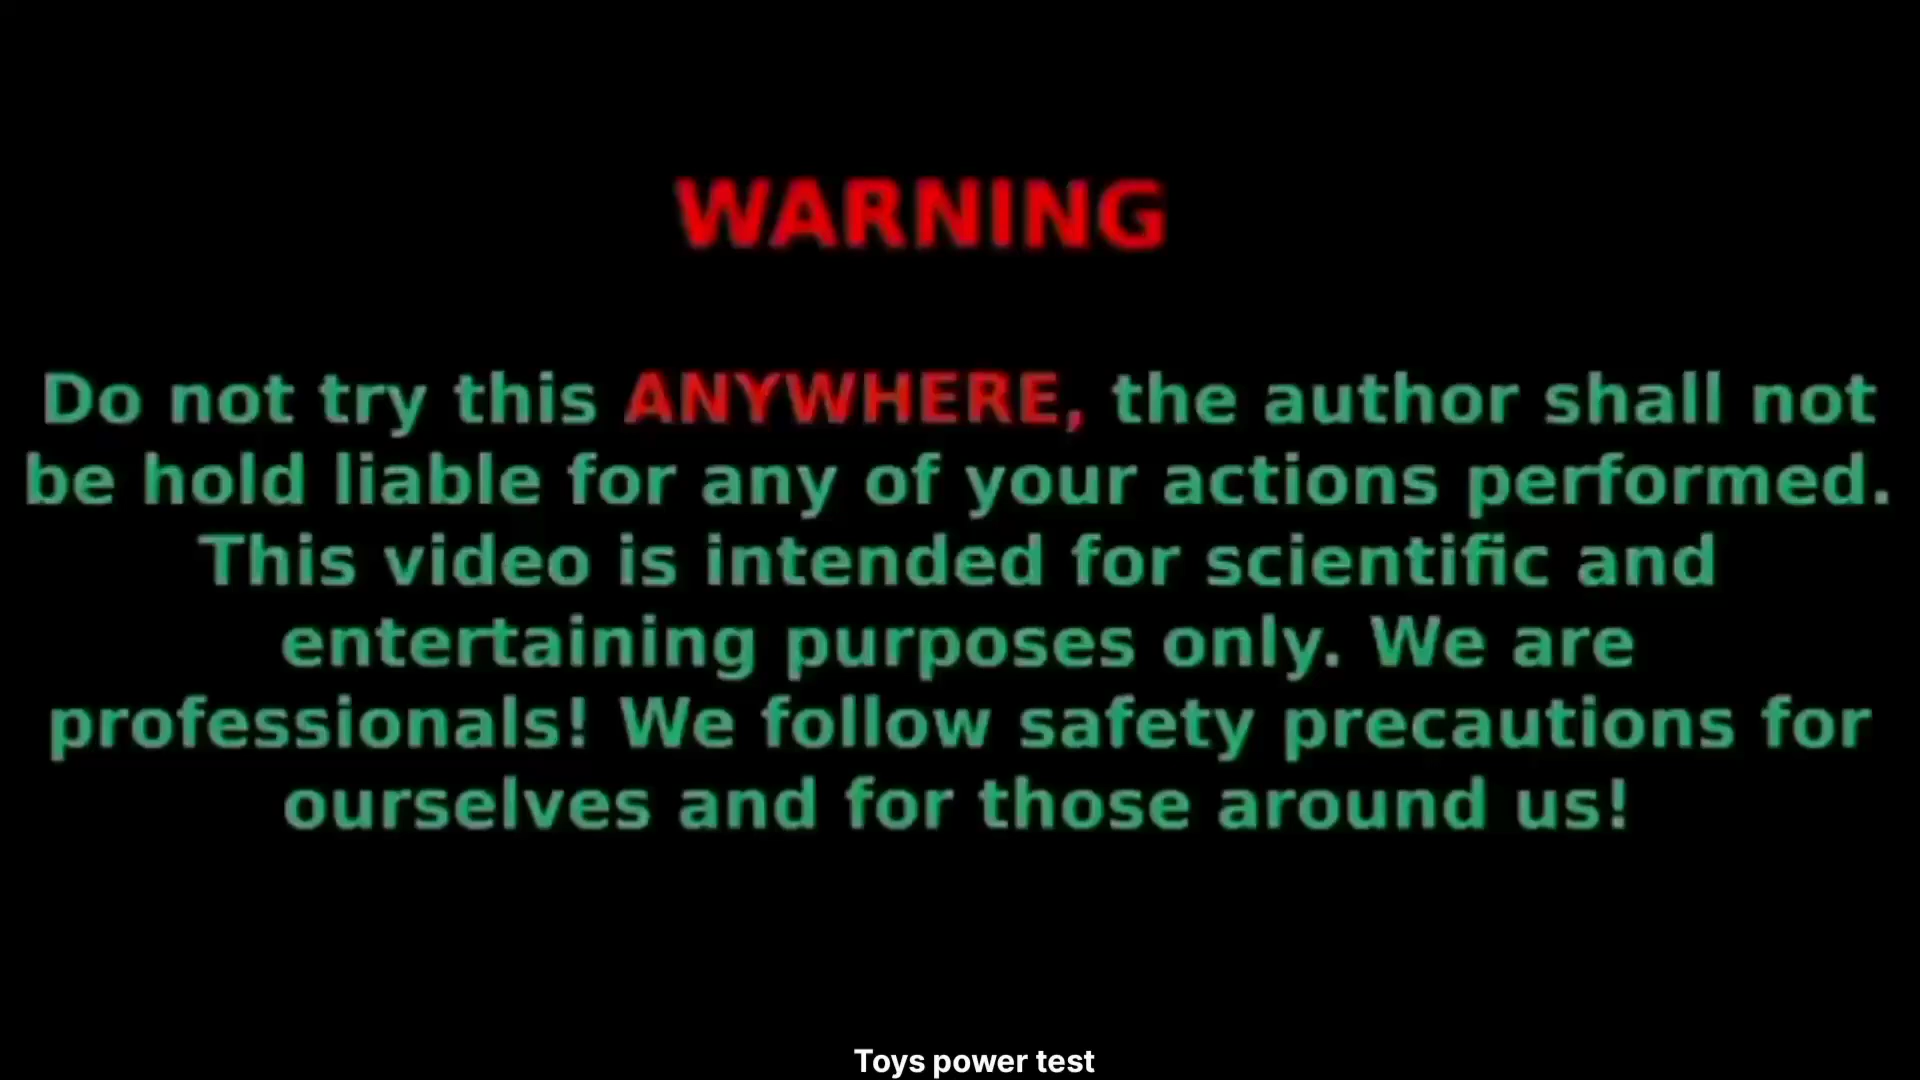 WARNING
Do not try this ANYWHERE, the author shall not
be hold liable for any of your actions performed.
This video is intended for scientific and
entertaining purposes only. We are
professionals! We follow safety precautions for
ourselves and for those around us!
Toys power test